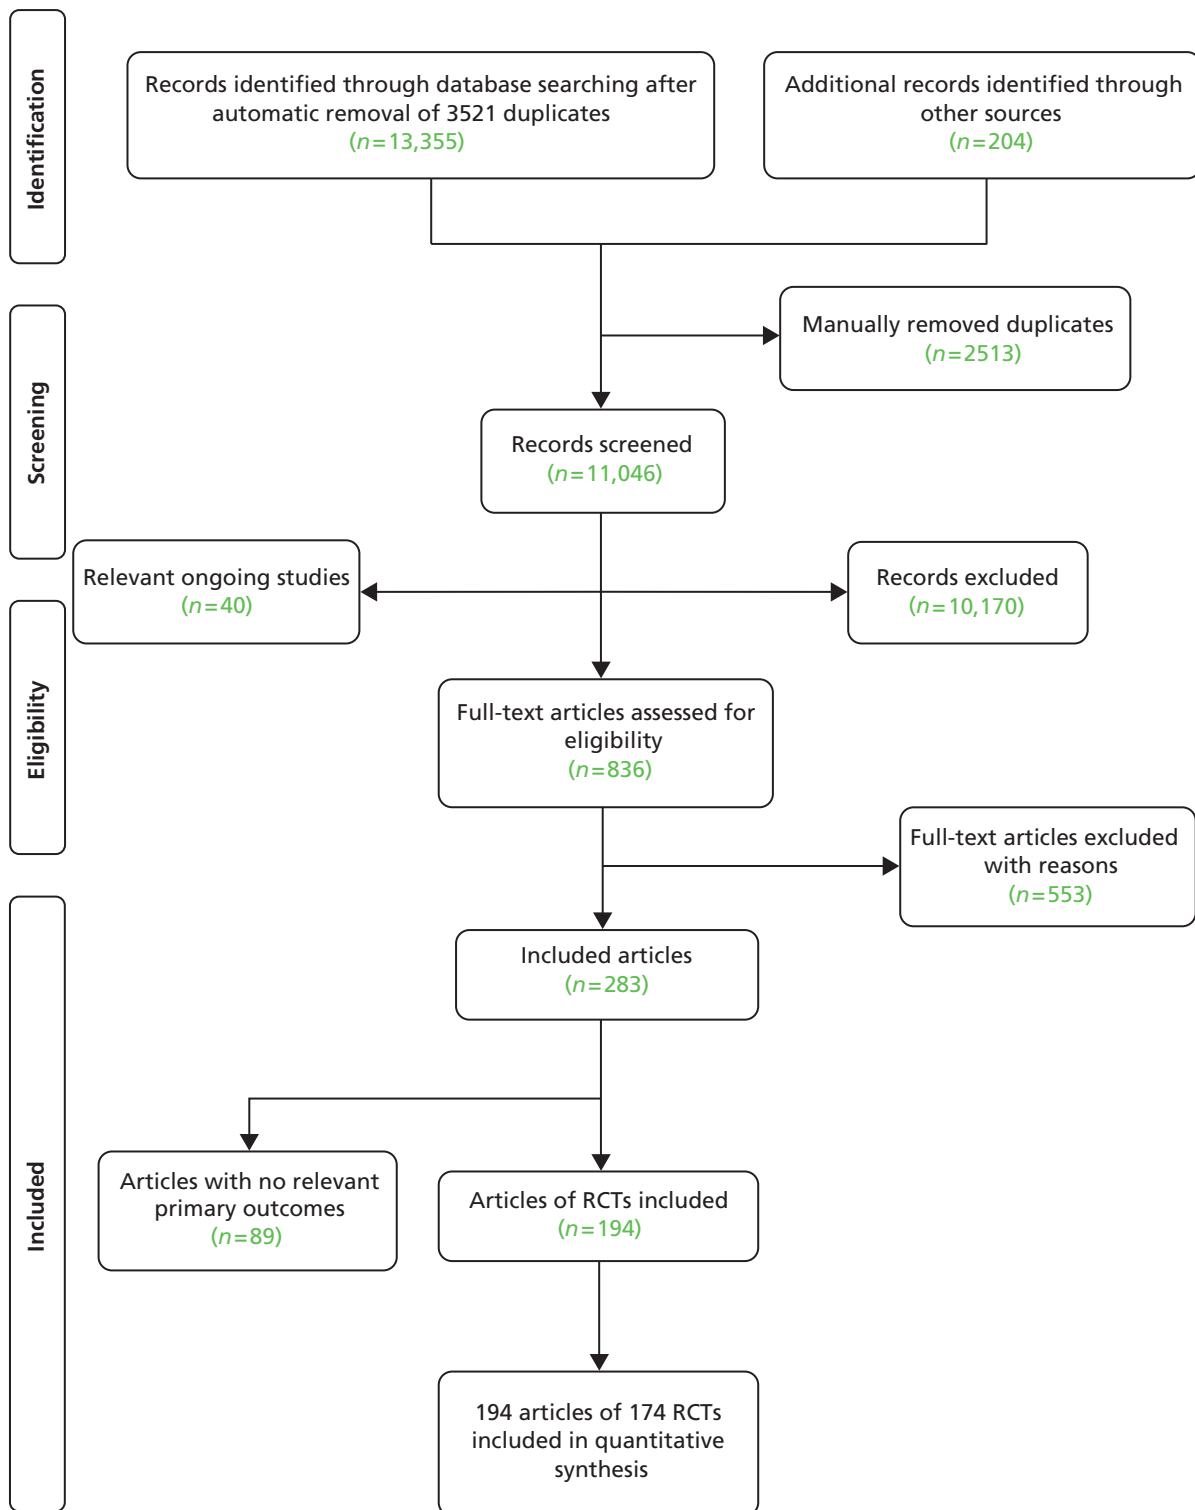 Identification
Records identified through database searching after
automatic removal of 3521 duplicates
(n=13,355)
Additional records identified through
other sources
(n=204)
Screening
Manually removed duplicates
(n=2513)
Records screened
(n=11,046)
Relevant ongoing studies
(n=40)
Records excluded
(n=10,170)
Eligibility
Full-text articles assessed for
eligibility
(n=836)
Full-text articles excluded
with reasons
(n=553)
Included
Included articles
(n=283)
Articles with no relevant
primary outcomes
(n=89)
Articles of RCTs included
(n=194)
194 articles of 174 RCTs
included in quantitative
synthesis